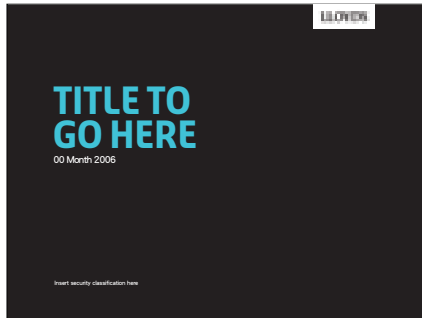 TITLE TO
GO HERE
00 Month 2006
Insert security classification here